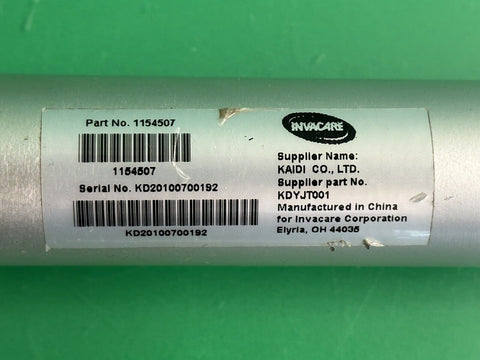 Part No. 1154507
1154507
Serial No. KD20100700192
KD20100700192
INVACARE
Supplier Name:
KAIDI CO., LTD.
Supplier part No.
KDYJT001
Manufactured in China
for Invacare Corporation
Elyria, OH 44035